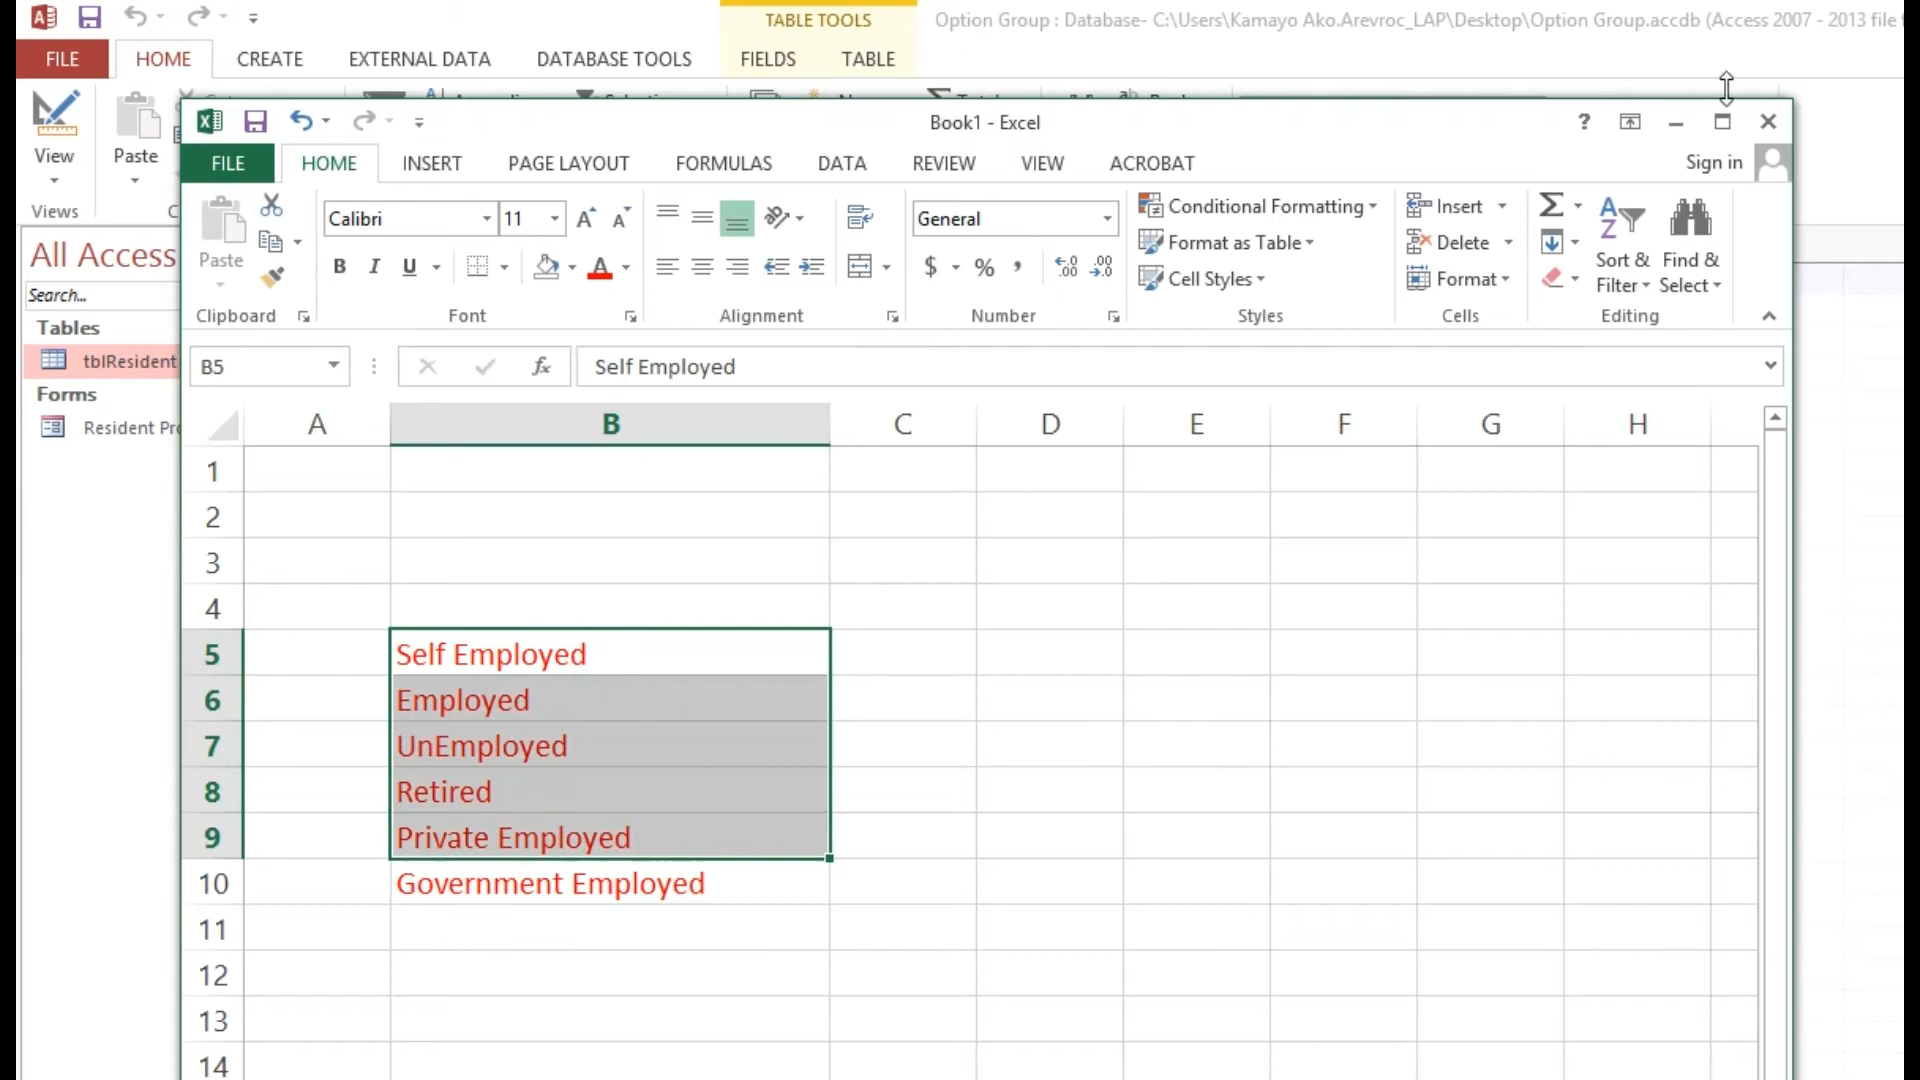 TABLE TOOLS
Option Group : Database- C:\Users\Kamayo Ako.Arevroc_LAP\Desktop\Option Group.accdb (Access 2007 - 2013 file
FILE HOME CREATE EXTERNAL DATA DATABASE TOOLS FIELDS TABLE
View
Paste
Views
All Access
Search...
Tables
tblResident
Forms
Resident Pro
Book1 - Excel
?
FILE HOME INSERT PAGE LAYOUT FORMULAS DATA REVIEW VIEW ACROBAT
Sign in
Paste
Calibri 11
B I U
General
$ % ,
Conditional Formatting
Format as Table
Cell Styles
Insert
Delete
Format
Sort & Filter
Find & Select
Clipboard Font Alignment Number Styles Cells Editing
B5 fx Self Employed
A B C D E F G H
1
2
3
4
5 Self Employed
6 Employed
7 UnEmployed
8 Retired
9 Private Employed
10 Government Employed
11
12
13
14